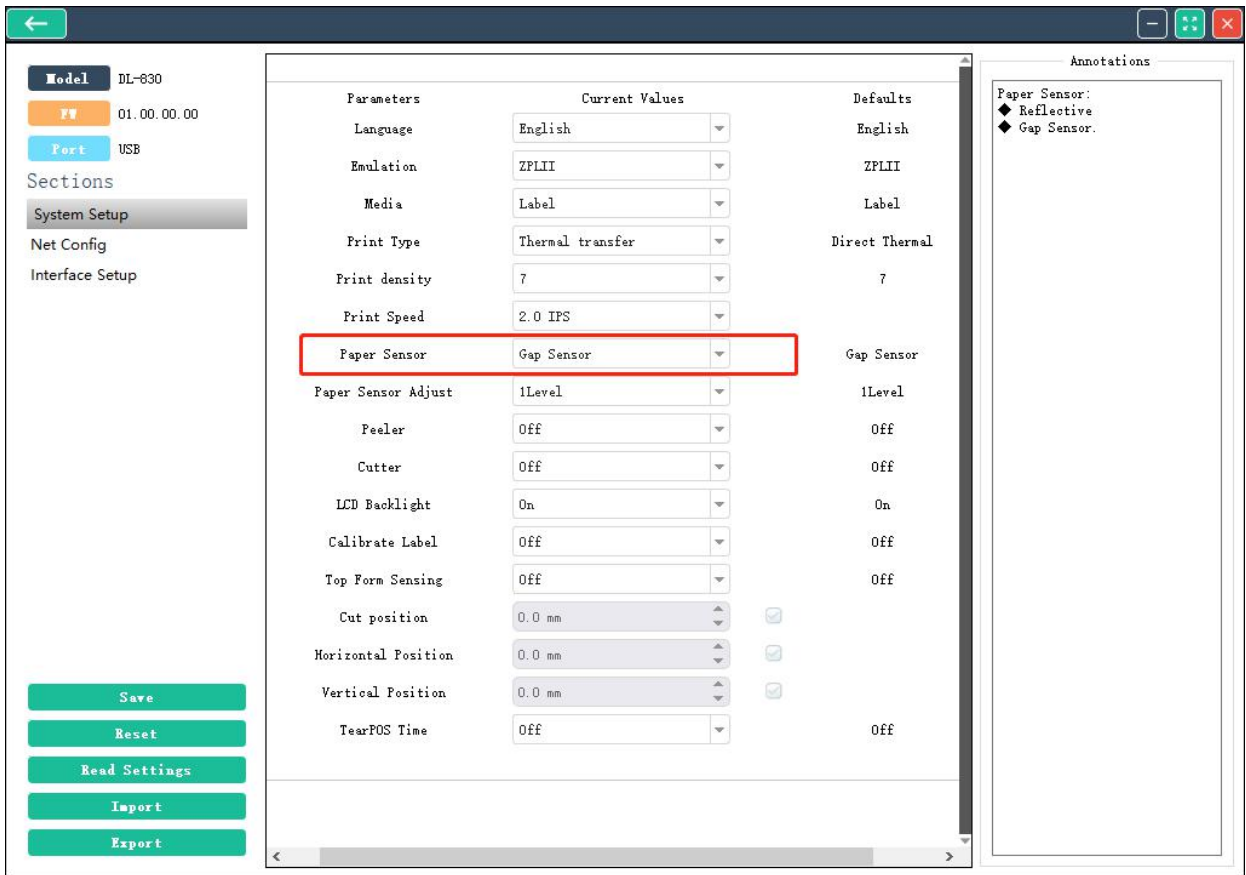 Model DL-830
FW 01.00.00.00
Port USB
Sections
System Setup
Net Config
Interface Setup
Save
Reset
Read Settings
Import
Export
Parameters Current Values Defaults
Language English English
Emulation ZPLII ZPLII
Media Label Label
Print Type Thermal transfer Direct Thermal
Print density 7 7
Print Speed 2.0 IPS
Paper Sensor Gap Sensor Gap Sensor
Paper Sensor Adjust 1Level 1Level
Peeler Off Off
Cutter Off Off
LCD Backlight On On
Calibrate Label Off Off
Top Form Sensing Off Off
Cut position 0.0 mm
Horizontal Position 0.0 mm
Vertical Position 0.0 mm
TearPOS Time Off Off
Annotations
Paper Sensor:
◆ Reflective
◆ Gap Sensor.